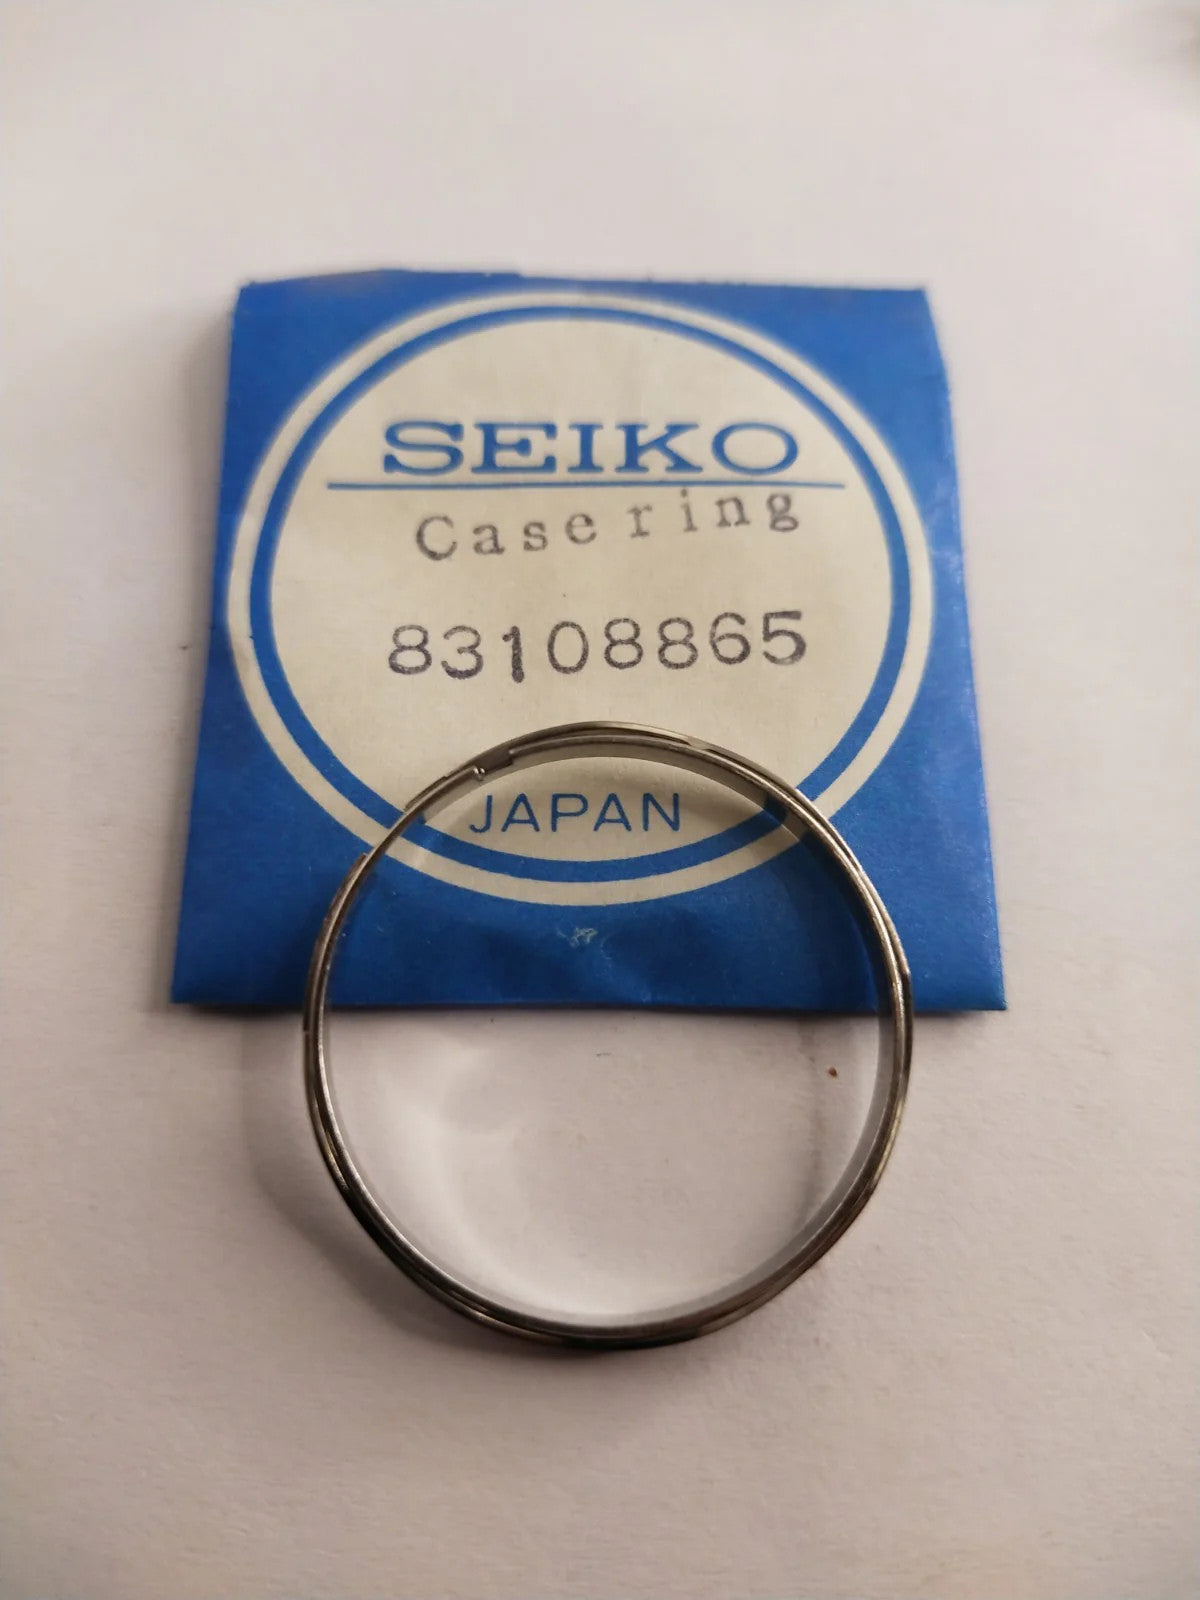 SEIKO
Case ring
83108865
JAPAN